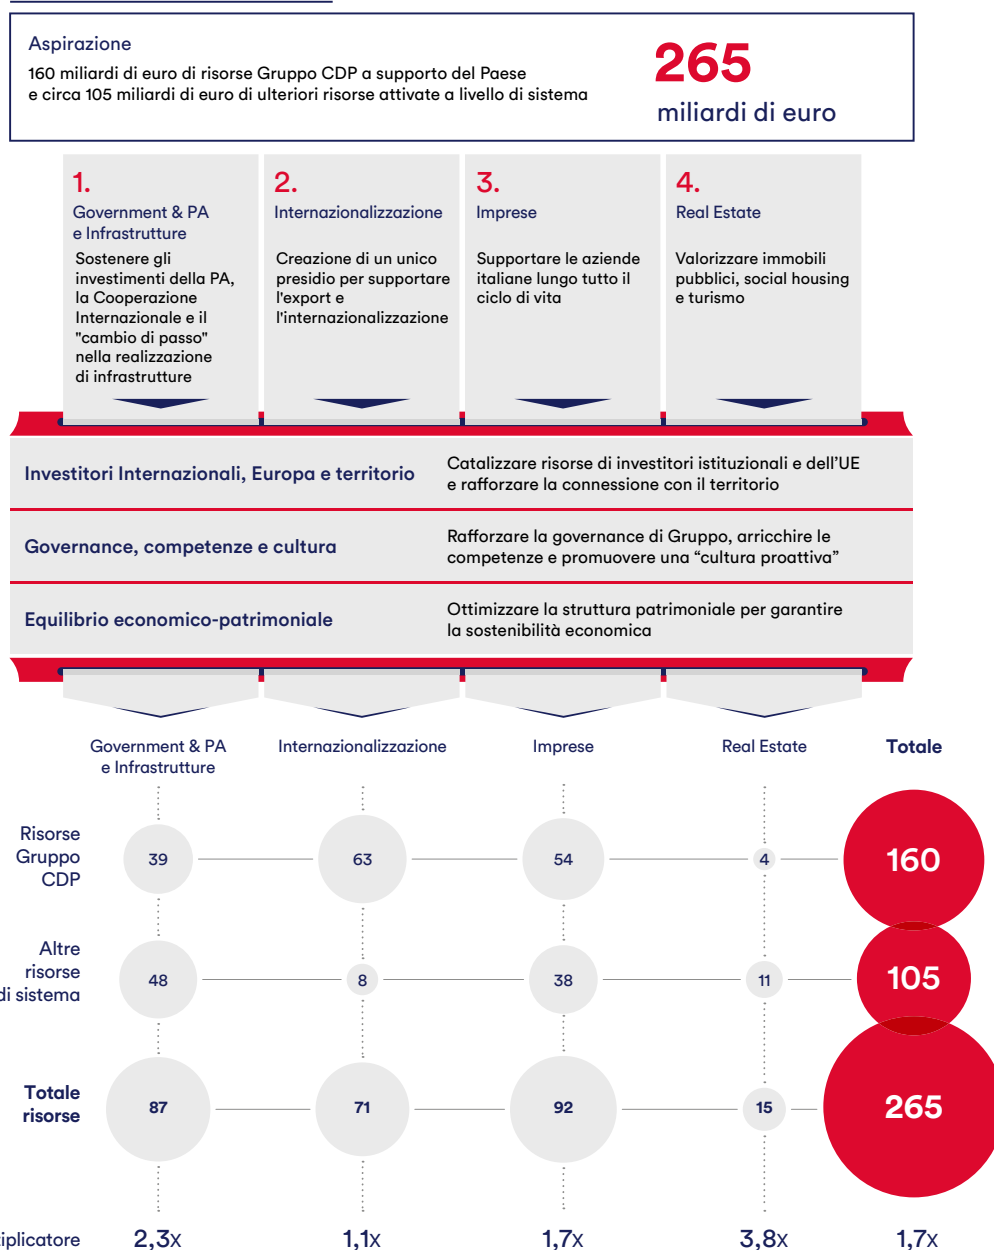 Aspirazione
160 miliardi di euro di risorse Gruppo CDP a supporto del Paese
e circa 105 miliardi di euro di ulteriori risorse attivate a livello di sistema
265
miliardi di euro
1.
Government & PA
e Infrastrutture
Sostenere gli
investimenti della PA,
la Cooperazione
Internazionale e il
"cambio di passo"
nella realizzazione
di infrastrutture
2.
Internazionalizzazione
Creazione di un unico
presidio per supportare
l'export e
l'internazionalizzazione
3.
Imprese
Supportare le aziende
italiane lungo tutto il
ciclo di vita
4.
Real Estate
Valorizzare immobili
pubblici, social housing
e turismo
Investitori Internazionali, Europa e territorio
Catalizzare risorse di investitori istituzionali e dell’UE
e rafforzare la connessione con il territorio
Governance, competenze e cultura
Rafforzare la governance di Gruppo, arricchire le
competenze e promuovere una “cultura proattiva”
Equilibrio economico-patrimoniale
Ottimizzare la struttura patrimoniale per garantire
la sostenibilità economica
Government & PA
e Infrastrutture
Internazionalizzazione
Imprese
Real Estate
Totale
Risorse
Gruppo
CDP
39 63 54 4 160
Altre
risorse
di sistema
48 8 38 11 105
Totale
risorse
87 71 92 15 265
tiplicatore 2,3x 1,1x 1,7x 3,8x 1,7x